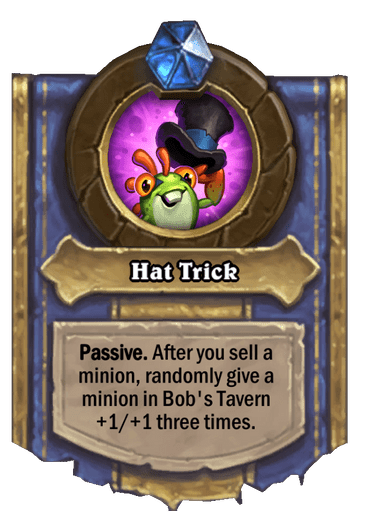 Hat Trick
Passive. After you sell a
minion, randomly give a
minion in Bob's Tavern
+1/+1 three times.